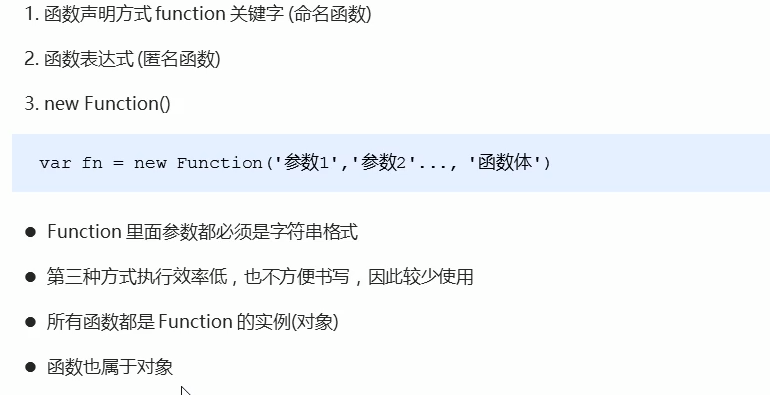 1. 函数声明方式 function 关键字 (命名函数)
2. 函数表达式 (匿名函数)
3. new Function()
var fn = new Function('参数1','参数2'..., '函数体')
● Function 里面参数都必须是字符串格式
● 第三种方式执行效率低，也不方便书写，因此较少使用
● 所有函数都是 Function 的实例(对象)
● 函数也属于对象